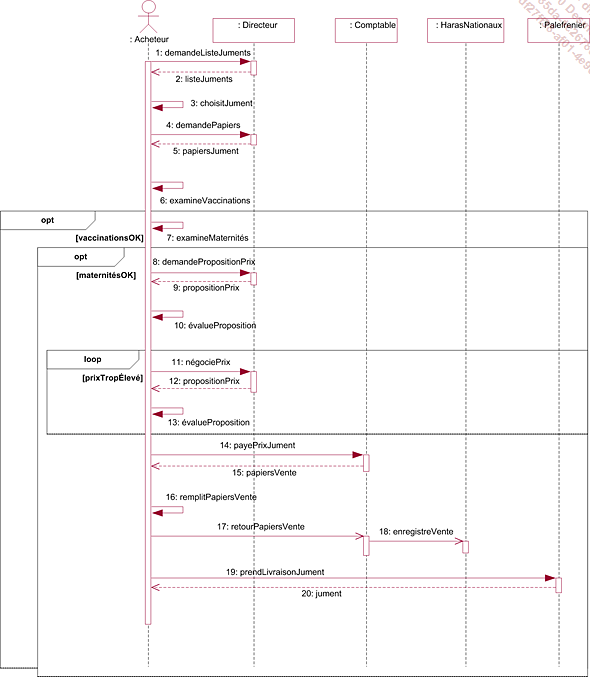 : Acheteur
: Directeur
: Comptable
: HarasNationaux
: Palefrenier
1: demandeListeJuments
2: listeJuments
3: choisitJument
4: demandePapiers
5: papiersJument
6: examineVaccinations
opt
[vaccinationsOK]
7: examineMaternités
opt
[maternitésOK]
8: demandePropositionPrix
9: propositionPrix
10: évalueProposition
loop
[prixTropÉlevé]
11: négociePrix
12: propositionPrix
13: évalueProposition
14: payePrixJument
15: papiersVente
16: remplitPapiersVente
17: retourPapiersVente
18: enregistreVente
19: prendLivraisonJument
20: jument